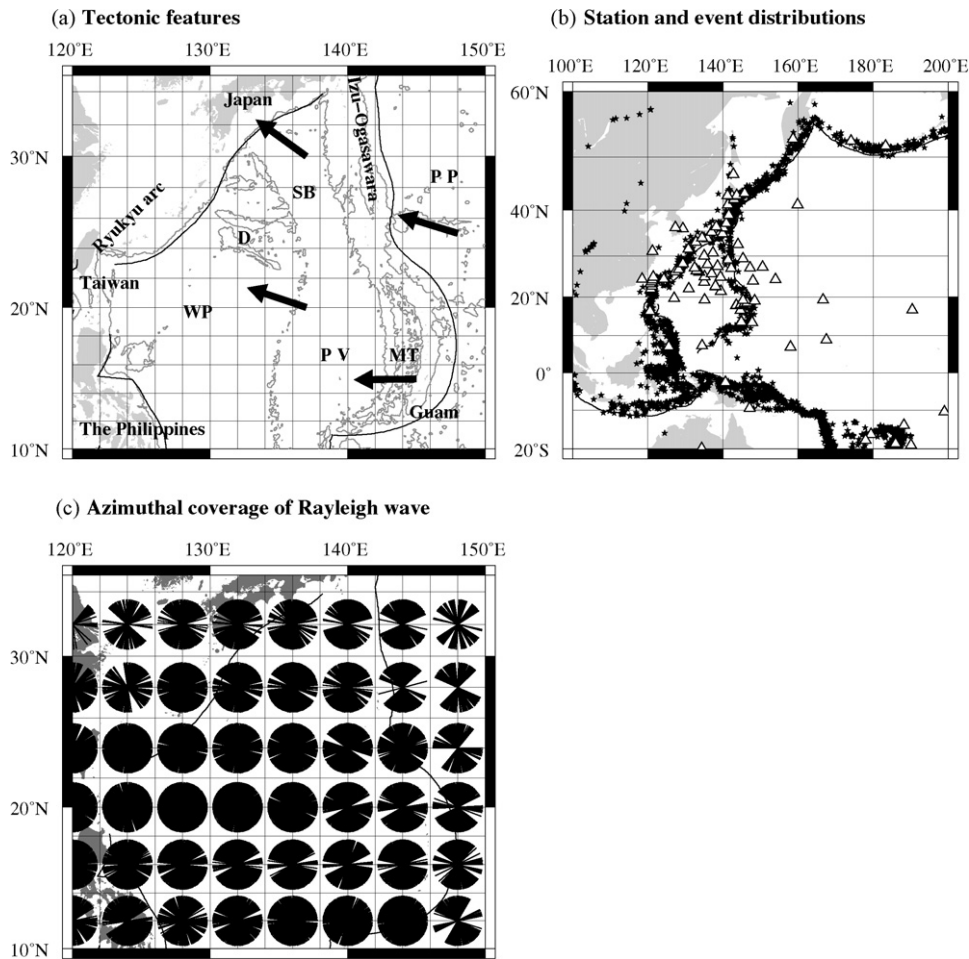 (a) Tectonic features
120°E 130°E 140°E 150°E
30°N
20°N
10°N
Japan
Izu-Ogasawara
P P
SB
Ryukyu arc
D
Taiwan
WP
P V
MT
Guam
The Philippines
(b) Station and event distributions
100°E 120°E 140°E 160°E 180°E 200°E
60°N
40°N
20°N
0°
20°S
(c) Azimuthal coverage of Rayleigh wave
120°E 130°E 140°E 150°E
30°N
20°N
10°N